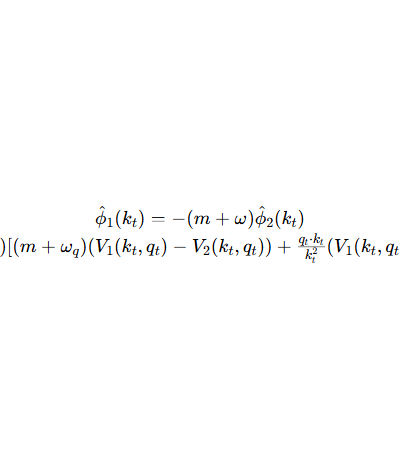 $\hat{\phi}_1(k_t) = -(m + \omega)\hat{\phi}_2(k_t)$
$)[(m + \omega_q)(V_1(k_t, q_t) - V_2(k_t, q_t)) + \frac{q_t \cdot k_t}{k_t^2}(V_1(k_t, q_t$